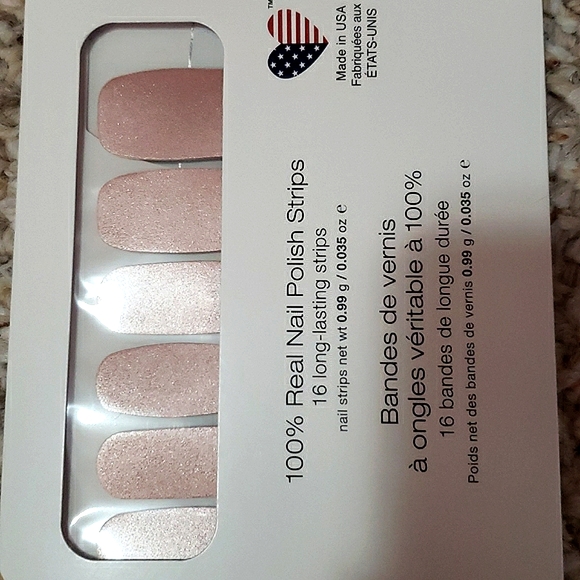 100% Real Nail Polish Strips
16 long-lasting strips
nail strips net wt 0.99 g / 0.035 oz ℮
Bandes de vernis
à ongles véritable à 100%
16 bandes de longue durée
Poids net des bandes de vernis 0.99 g / 0.035 oz ℮
TM
Made in USA
Fabriquées aux
ÉTATS-UNIS